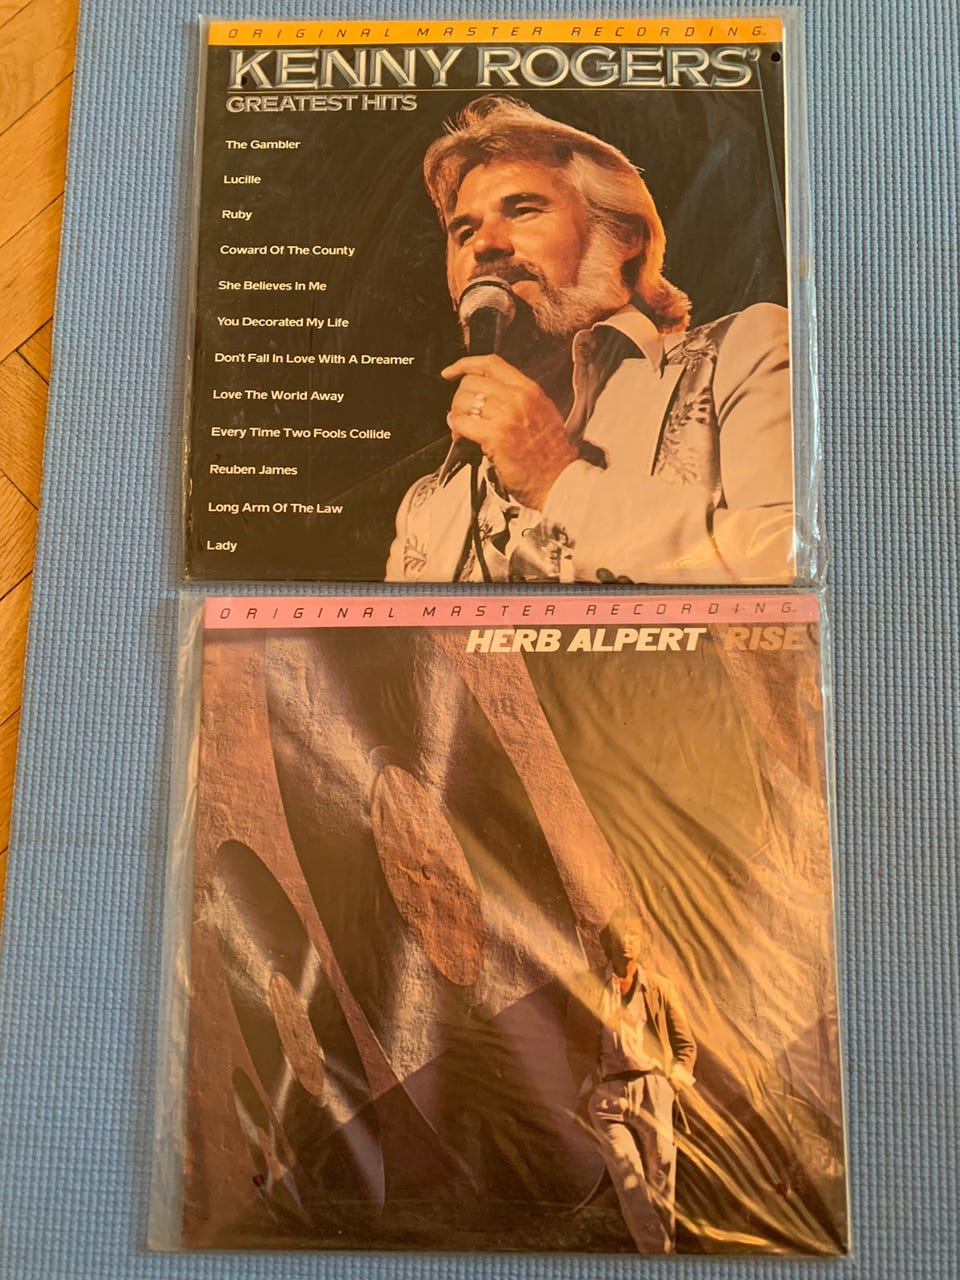 ORIGINAL MASTER RECORDING™
KENNY ROGERS'
GREATEST HITS
The Gambler
Lucille
Ruby
Coward Of The County
She Believes In Me
You Decorated My Life
Don't Fall In Love With A Dreamer
Love The World Away
Every Time Two Fools Collide
Reuben James
Long Arm Of The Law
Lady
ORIGINAL MASTER RECORDING™
HERB ALPERT RISE